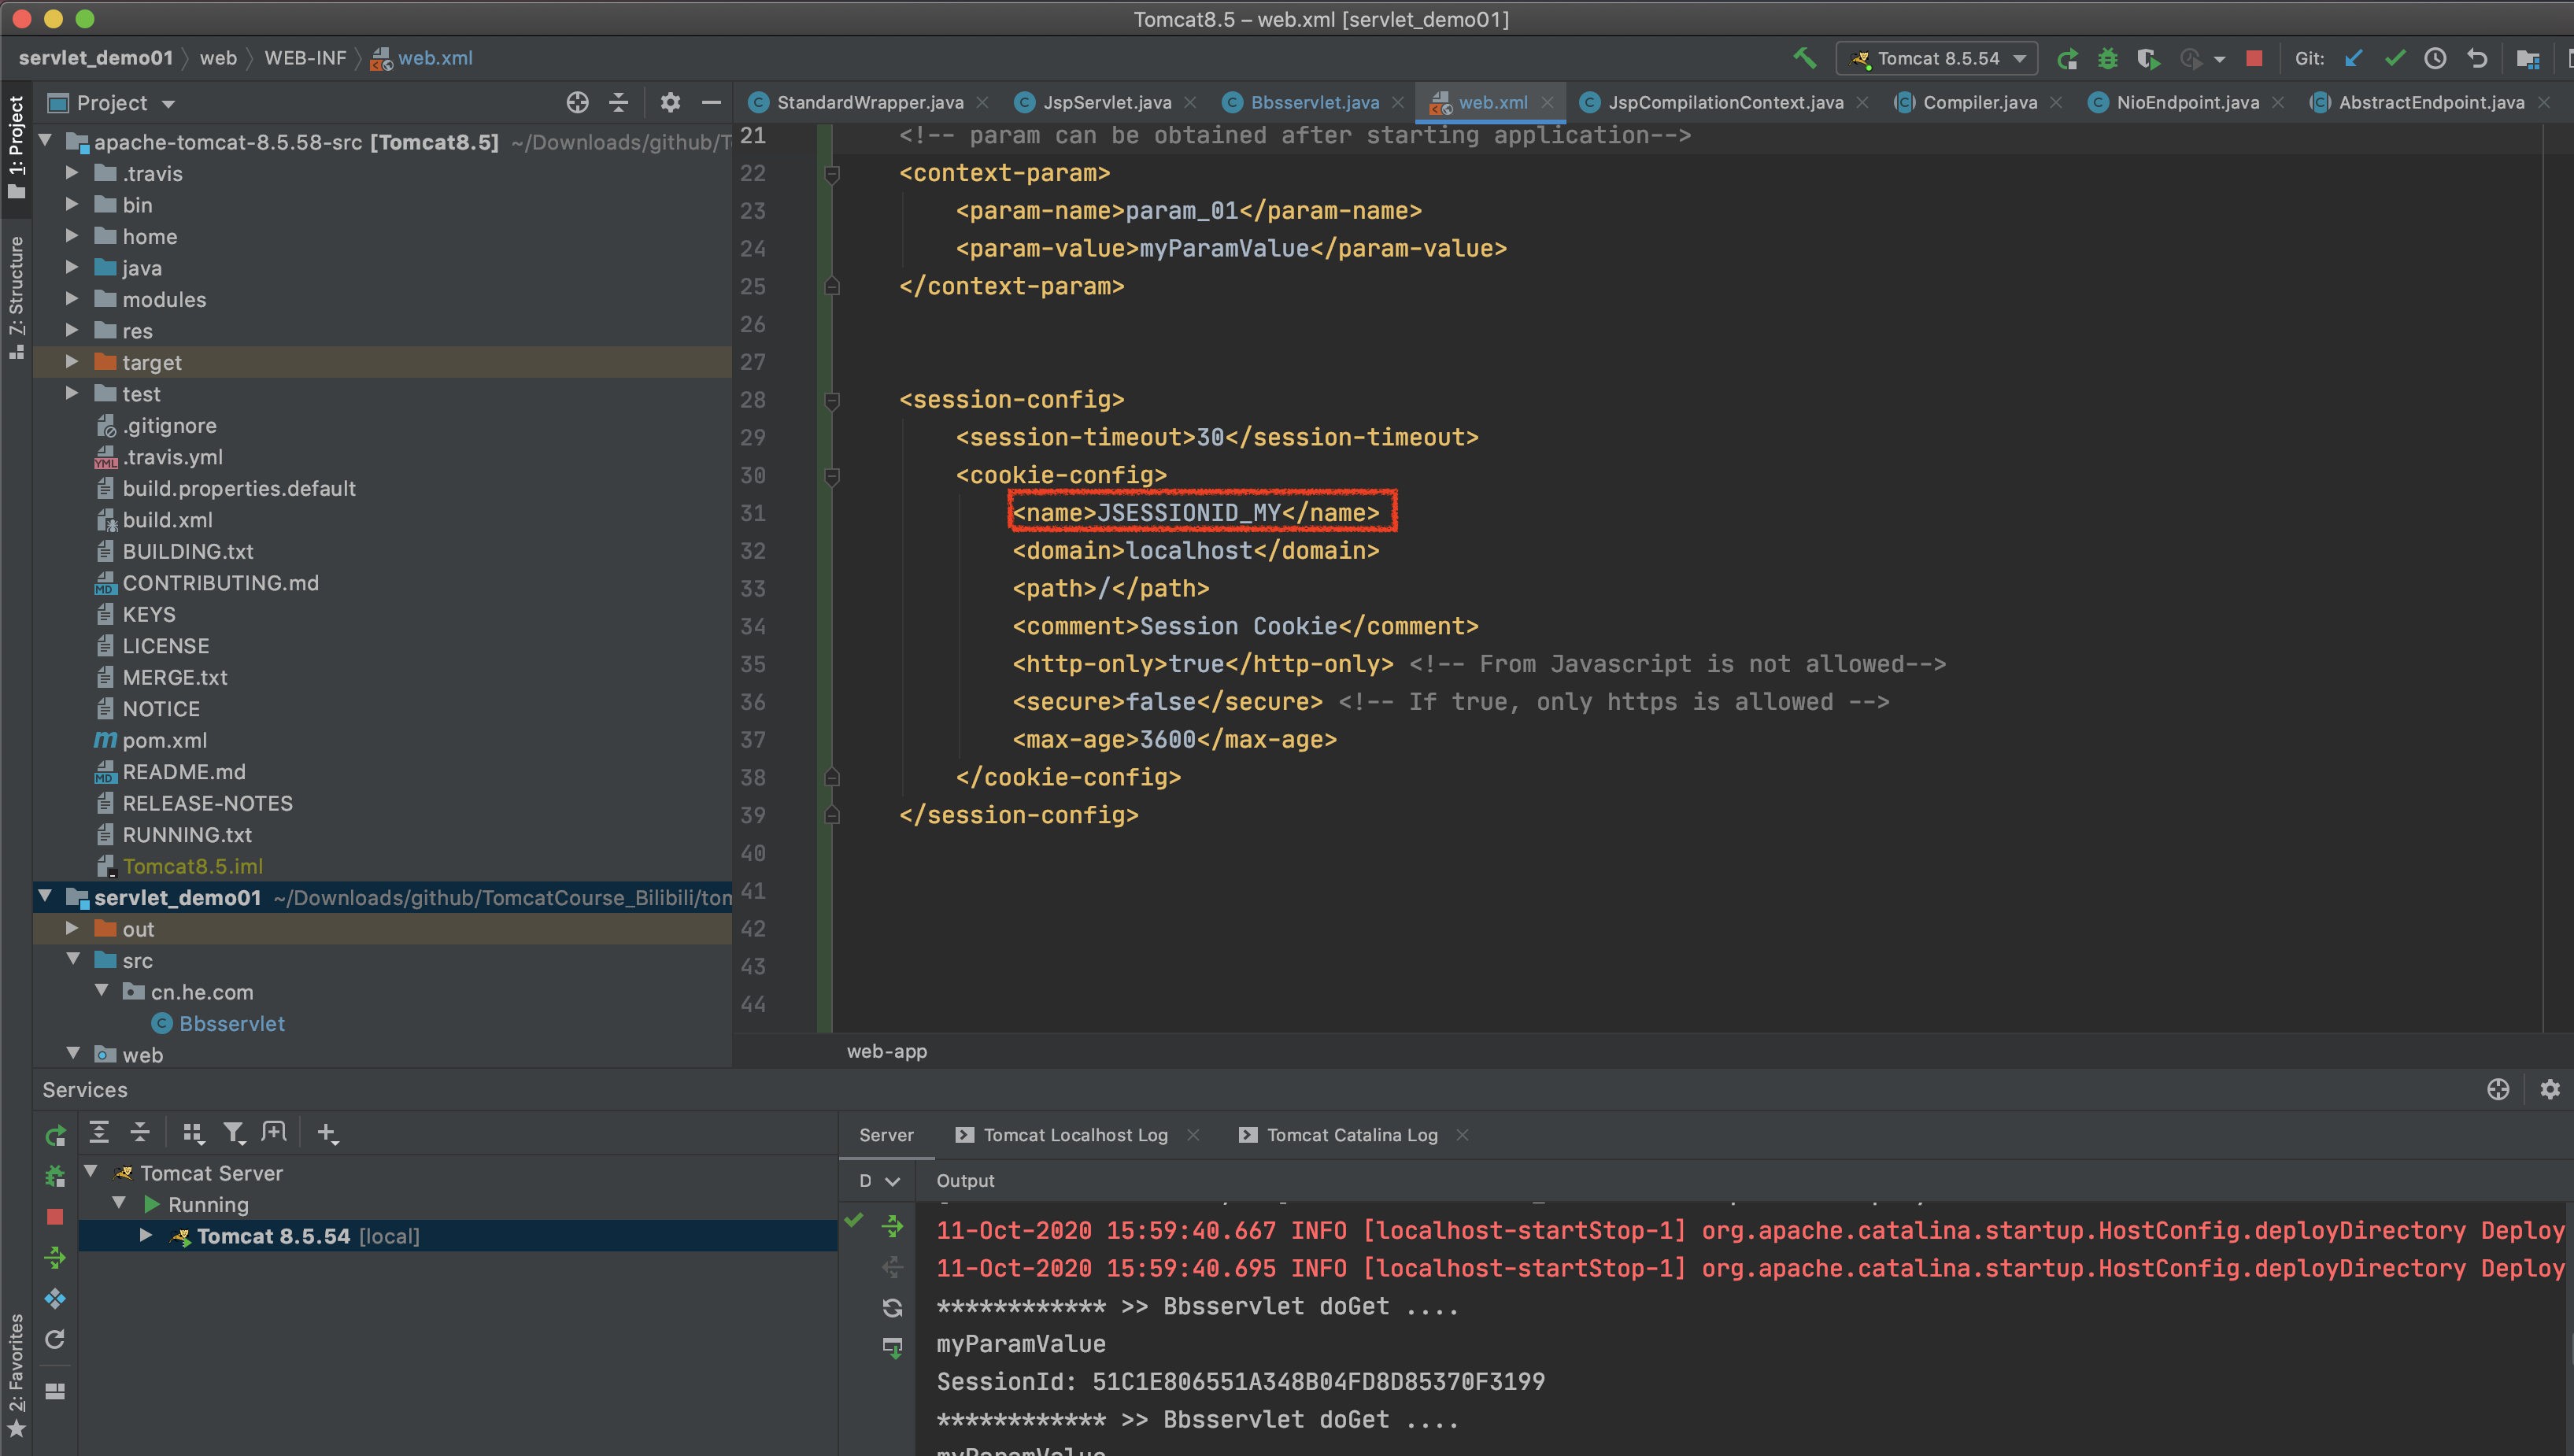 Tomcat8.5 – web.xml [servlet_demo01]
servlet_demo01 web WEB-INF web.xml
Tomcat 8.5.54 Git:
1: Project
7: Structure
2: Favorites
Project
StandardWrapper.java JspServlet.java Bbsservlet.java web.xml JspCompilationContext.java Compiler.java NioEndpoint.java AbstractEndpoint.java
apache-tomcat-8.5.58-src [Tomcat8.5] ~/Downloads/github/T
.travis
bin
home
java
modules
res
target
test
.gitignore
.travis.yml
build.properties.default
build.xml
BUILDING.txt
CONTRIBUTING.md
KEYS
LICENSE
MERGE.txt
NOTICE
pom.xml
README.md
RELEASE-NOTES
RUNNING.txt
Tomcat8.5.iml
servlet_demo01 ~/Downloads/github/TomcatCourse_Bilibili/tom
out
src
cn.he.com
Bbsservlet
web
21 <!-- param can be obtained after starting application-->
22 <context-param>
23 <param-name>param_01</param-name>
24 <param-value>myParamValue</param-value>
25 </context-param>
26
27
28 <session-config>
29 <session-timeout>30</session-timeout>
30 <cookie-config>
31 <name>JSESSIONID_MY</name>
32 <domain>localhost</domain>
33 <path>/</path>
34 <comment>Session Cookie</comment>
35 <http-only>true</http-only> <!-- From Javascript is not allowed-->
36 <secure>false</secure> <!-- If true, only https is allowed -->
37 <max-age>3600</max-age>
38 </cookie-config>
39 </session-config>
40
41
42
43
44
web-app
Services
Tomcat Server
Running
Tomcat 8.5.54 [local]
Server Tomcat Localhost Log Tomcat Catalina Log
D Output
11-Oct-2020 15:59:40.667 INFO [localhost-startStop-1] org.apache.catalina.startup.HostConfig.deployDirectory Deploy
11-Oct-2020 15:59:40.695 INFO [localhost-startStop-1] org.apache.catalina.startup.HostConfig.deployDirectory Deploy
************ >> Bbsservlet doGet ....
myParamValue
SessionId: 51C1E806551A348B04FD8D85370F3199
************ >> Bbsservlet doGet ....
myParamValue